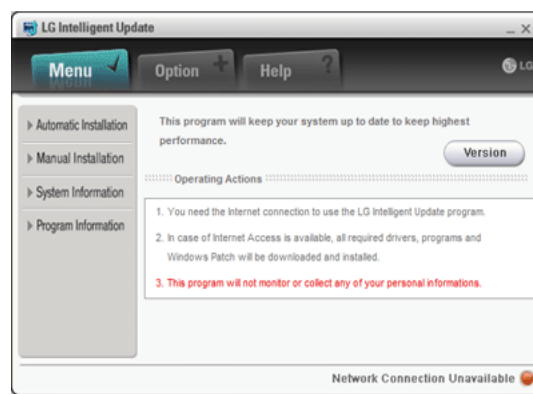 LG Intelligent Update
Menu
Option
Help
LG
Automatic Installation
Manual Installation
System Information
Program Information
This program will keep your system up to date to keep highest
performance.
Version
Operating Actions
1. You need the Internet connection to use the LG Intelligent Update program.
2. In case of Internet Access is available, all required drivers, programs and
Windows Patch will be downloaded and installed.
3. This program will not monitor or collect any of your personal informations.
Network Connection Unavailable